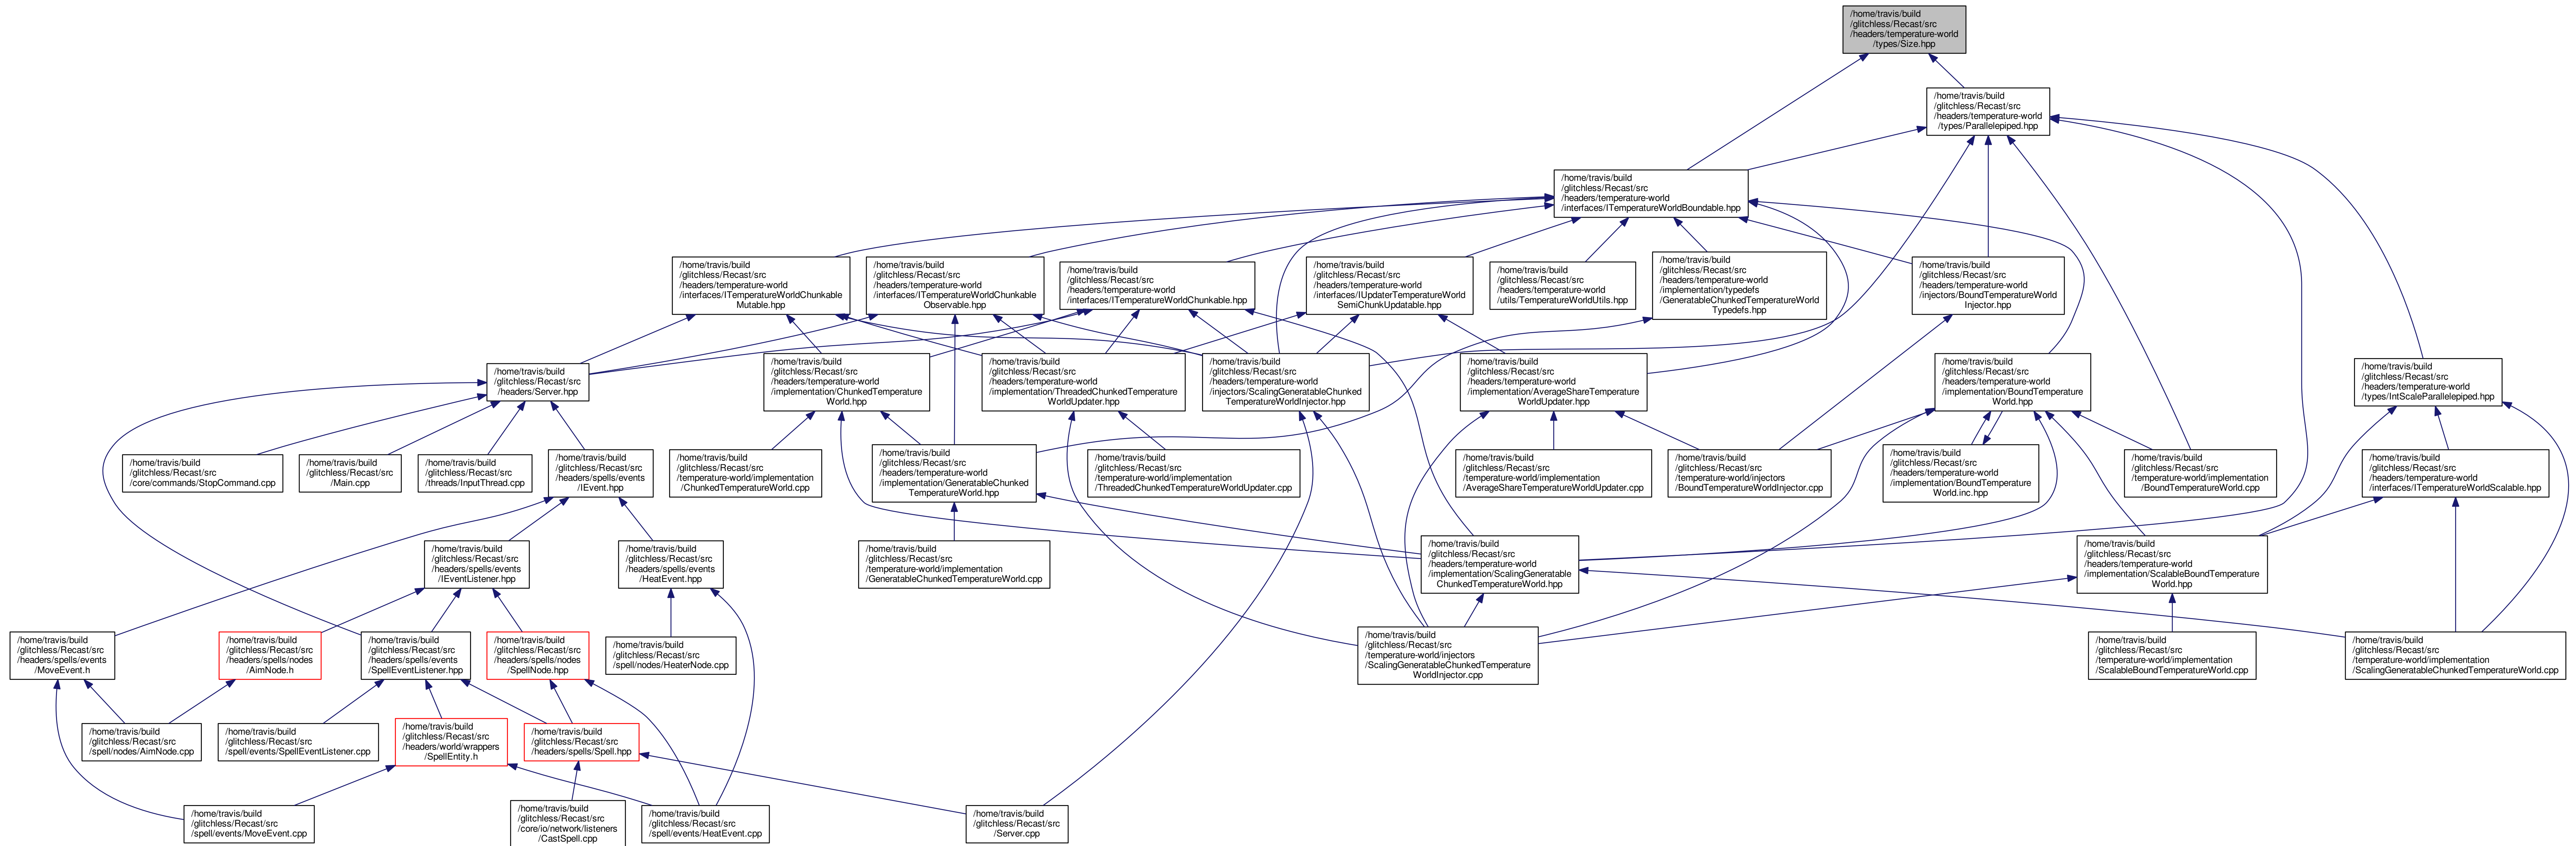 /home/travis/build
/glitchless/Recast/src
/headers/temperature-world
/types/Size.hpp
/home/travis/build
/glitchless/Recast/src
/headers/temperature-world
/types/Parallelepiped.hpp
/home/travis/build
/glitchless/Recast/src
/headers/temperature-world
/interfaces/ITemperatureWorldBoundable.hpp
/home/travis/build
/glitchless/Recast/src
/headers/temperature-world
/interfaces/ITemperatureWorldChunkable
Mutable.hpp
/home/travis/build
/glitchless/Recast/src
/headers/temperature-world
/interfaces/ITemperatureWorldChunkable
Observable.hpp
/home/travis/build
/glitchless/Recast/src
/headers/temperature-world
/interfaces/ITemperatureWorldChunkable.hpp
/home/travis/build
/glitchless/Recast/src
/headers/temperature-world
/interfaces/IUpdaterTemperatureWorld
SemiChunkUpdatable.hpp
/home/travis/build
/glitchless/Recast/src
/headers/temperature-world
/utils/TemperatureWorldUtils.hpp
/home/travis/build
/glitchless/Recast/src
/headers/temperature-world
/implementation/typedefs
/GeneratableChunkedTemperatureWorld
Typedefs.hpp
/home/travis/build
/glitchless/Recast/src
/headers/temperature-world
/injectors/BoundTemperatureWorld
Injector.hpp
/home/travis/build
/glitchless/Recast/src
/headers/Server.hpp
/home/travis/build
/glitchless/Recast/src
/headers/temperature-world
/implementation/ChunkedTemperature
World.hpp
/home/travis/build
/glitchless/Recast/src
/headers/temperature-world
/implementation/ThreadedChunkedTemperature
WorldUpdater.hpp
/home/travis/build
/glitchless/Recast/src
/headers/temperature-world
/injectors/ScalingGeneratableChunked
TemperatureWorldInjector.hpp
/home/travis/build
/glitchless/Recast/src
/headers/temperature-world
/implementation/AverageShareTemperature
WorldUpdater.hpp
/home/travis/build
/glitchless/Recast/src
/headers/temperature-world
/implementation/BoundTemperature
World.hpp
/home/travis/build
/glitchless/Recast/src
/headers/temperature-world
/types/IntScaleParallelepiped.hpp
/home/travis/build
/glitchless/Recast/src
/core/commands/StopCommand.cpp
/home/travis/build
/glitchless/Recast/src
/Main.cpp
/home/travis/build
/glitchless/Recast/src
/threads/InputThread.cpp
/home/travis/build
/glitchless/Recast/src
/headers/spells/events
/IEvent.hpp
/home/travis/build
/glitchless/Recast/src
/temperature-world/implementation
/ChunkedTemperatureWorld.cpp
/home/travis/build
/glitchless/Recast/src
/headers/temperature-world
/implementation/GeneratableChunked
TemperatureWorld.hpp
/home/travis/build
/glitchless/Recast/src
/temperature-world/implementation
/ThreadedChunkedTemperatureWorldUpdater.cpp
/home/travis/build
/glitchless/Recast/src
/temperature-world/implementation
/AverageShareTemperatureWorldUpdater.cpp
/home/travis/build
/glitchless/Recast/src
/temperature-world/injectors
/BoundTemperatureWorldInjector.cpp
/home/travis/build
/glitchless/Recast/src
/headers/temperature-world
/implementation/BoundTemperature
World.inc.hpp
/home/travis/build
/glitchless/Recast/src
/temperature-world/implementation
/BoundTemperatureWorld.cpp
/home/travis/build
/glitchless/Recast/src
/headers/temperature-world
/interfaces/ITemperatureWorldScalable.hpp
/home/travis/build
/glitchless/Recast/src
/headers/spells/events
/IEventListener.hpp
/home/travis/build
/glitchless/Recast/src
/headers/spells/events
/HeatEvent.hpp
/home/travis/build
/glitchless/Recast/src
/temperature-world/implementation
/GeneratableChunkedTemperatureWorld.cpp
/home/travis/build
/glitchless/Recast/src
/headers/temperature-world
/implementation/ScalingGeneratable
ChunkedTemperatureWorld.hpp
/home/travis/build
/glitchless/Recast/src
/headers/temperature-world
/implementation/ScalableBoundTemperature
World.hpp
/home/travis/build
/glitchless/Recast/src
/headers/spells/events
/MoveEvent.h
/home/travis/build
/glitchless/Recast/src
/headers/spells/nodes
/AimNode.h
/home/travis/build
/glitchless/Recast/src
/headers/spells/events
/SpellEventListener.hpp
/home/travis/build
/glitchless/Recast/src
/headers/spells/nodes
/SpellNode.hpp
/home/travis/build
/glitchless/Recast/src
/spell/nodes/HeaterNode.cpp
/home/travis/build
/glitchless/Recast/src
/temperature-world/injectors
/ScalingGeneratableChunkedTemperature
WorldInjector.cpp
/home/travis/build
/glitchless/Recast/src
/temperature-world/implementation
/ScalableBoundTemperatureWorld.cpp
/home/travis/build
/glitchless/Recast/src
/temperature-world/implementation
/ScalingGeneratableChunkedTemperatureWorld.cpp
/home/travis/build
/glitchless/Recast/src
/spell/nodes/AimNode.cpp
/home/travis/build
/glitchless/Recast/src
/spell/events/SpellEventListener.cpp
/home/travis/build
/glitchless/Recast/src
/headers/world/wrappers
/SpellEntity.h
/home/travis/build
/glitchless/Recast/src
/headers/spells/Spell.hpp
/home/travis/build
/glitchless/Recast/src
/spell/events/MoveEvent.cpp
/home/travis/build
/glitchless/Recast/src
/core/io/network/listeners
/CastSpell.cpp
/home/travis/build
/glitchless/Recast/src
/spell/events/HeatEvent.cpp
/home/travis/build
/glitchless/Recast/src
/Server.cpp